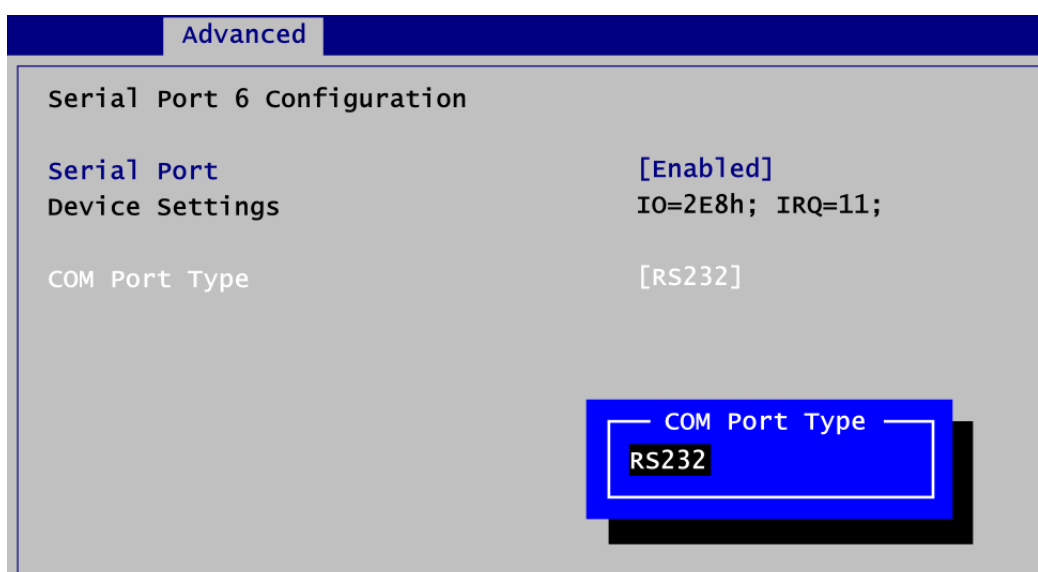 Advanced
Serial Port 6 Configuration
Serial Port [Enabled]
Device Settings IO=2E8h; IRQ=11;
COM Port Type [RS232]
COM Port Type
RS232